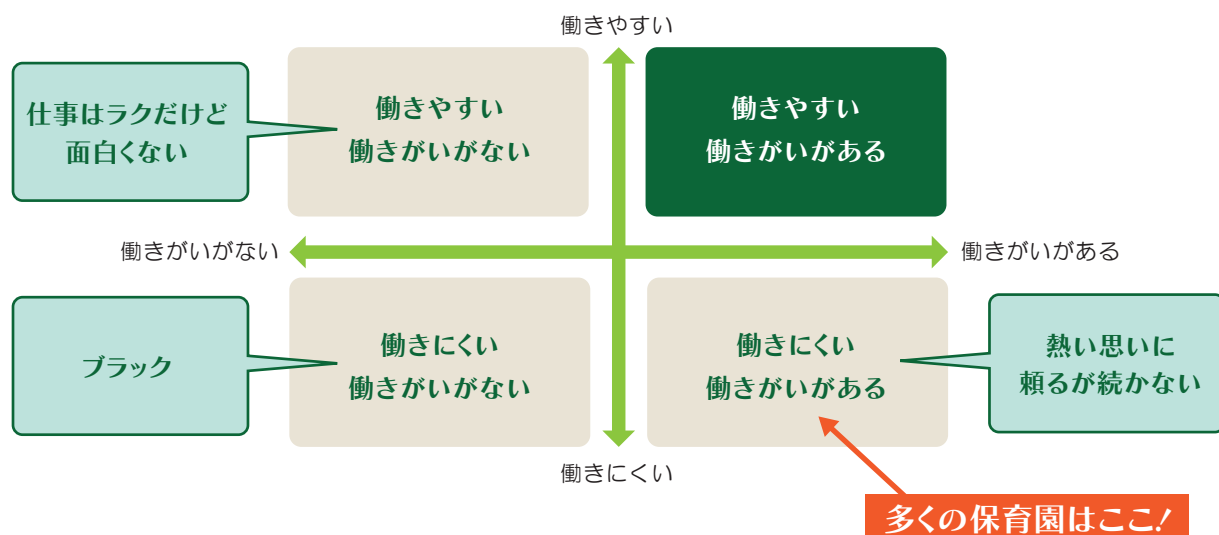 働きやすい
仕事はラクだけど
面白くない
働きやすい
働きがいがない
働きやすい
働きがいがある
働きがいがない
働きがいがある
ブラック
働きにくい
働きがいがない
働きにくい
働きがいがある
熱い思いに
頼るが続かない
働きにくい
多くの保育園はここ!